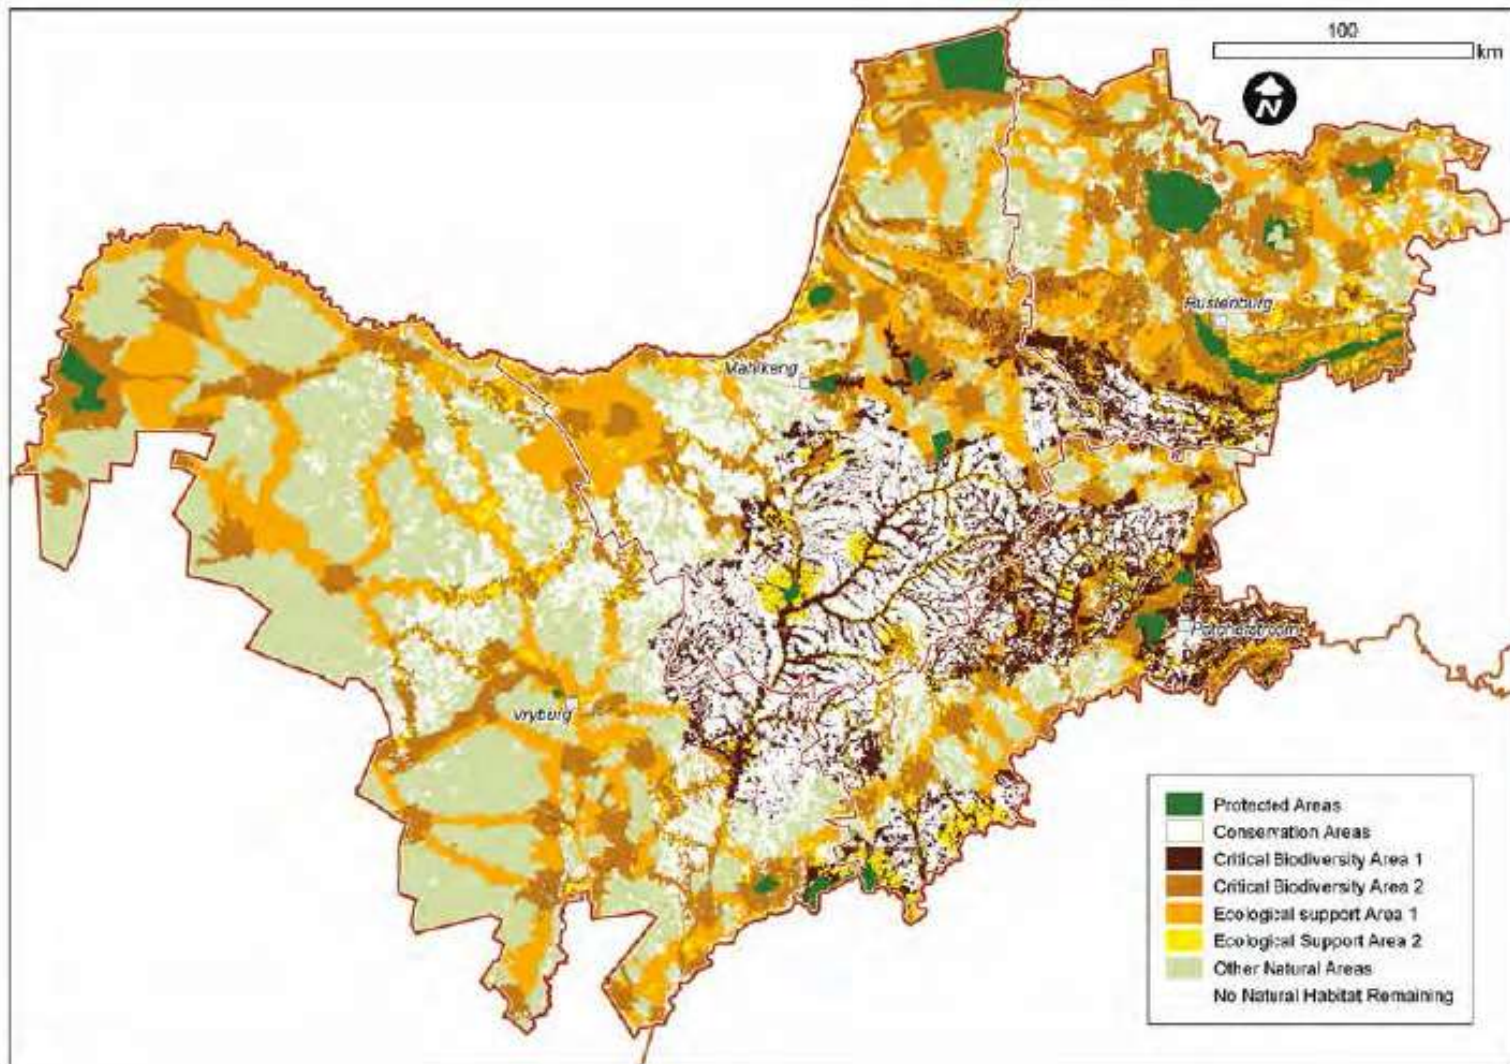 100
km
N
Rustenburg
Mahikeng
Potchefstroom
Vryburg
Protected Areas
Conservation Areas
Critical Biodiversity Area 1
Critical Biodiversity Area 2
Ecological support Area 1
Ecological Support Area 2
Other Natural Areas
No Natural Habitat Remaining